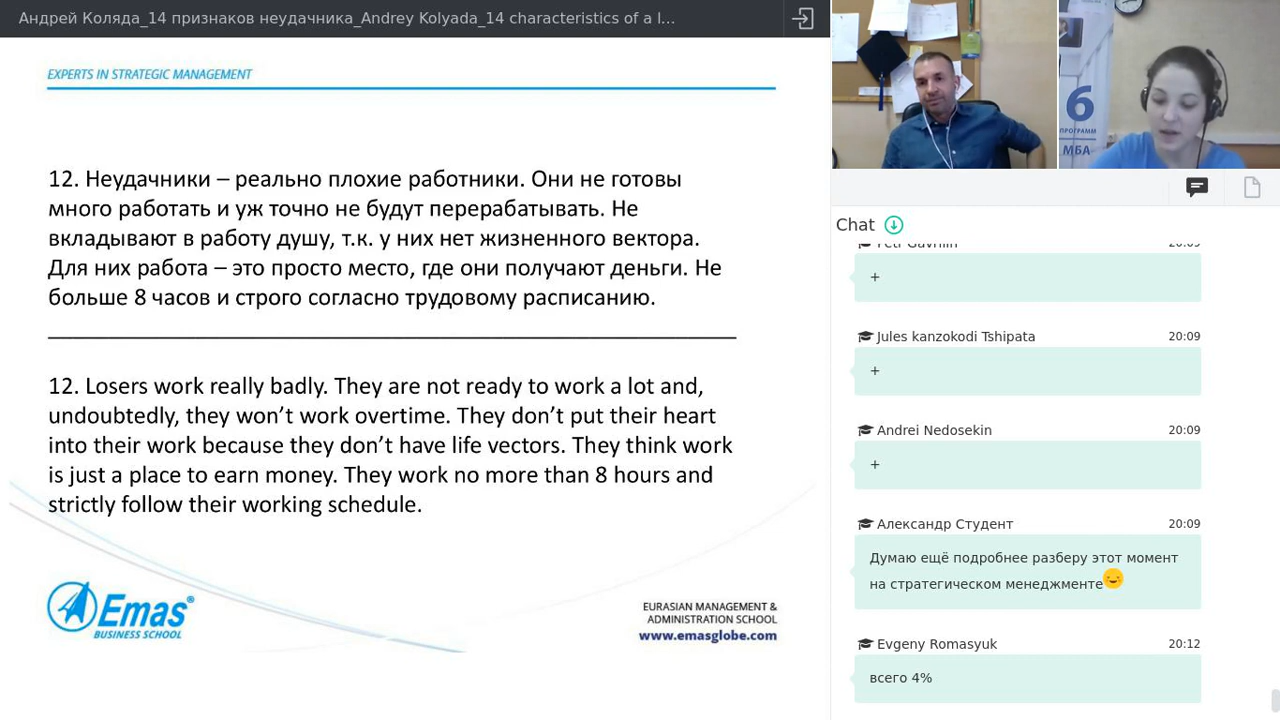 Андрей Коляда_14 признаков неудачника_Andrey Kolyada_14 characteristics of a l...
EXPERTS IN STRATEGIC MANAGEMENT
12. Неудачники – реально плохие работники. Они не готовы
много работать и уж точно не будут перерабатывать. Не
вкладывают в работу душу, т.к. у них нет жизненного вектора.
Для них работа – это просто место, где они получают деньги. Не
больше 8 часов и строго согласно трудовому расписанию.
12. Losers work really badly. They are not ready to work a lot and,
undoubtedly, they won’t work overtime. They don’t put their heart
into their work because they don’t have life vectors. They think work
is just a place to earn money. They work no more than 8 hours and
strictly follow their working schedule.
Emas®
BUSINESS SCHOOL
EURASIAN MANAGEMENT &
ADMINISTRATION SCHOOL
www.emasglobe.com
6
ПРОГРАММ
МБА
Chat
Petr Gavrilin 20:09
+
Jules kanzokodi Tshipata 20:09
+
Andrei Nedosekin 20:09
+
Александр Студент 20:09
Думаю ещё подробнее разберу этот момент
на стратегическом менеджменте
Evgeny Romasyuk 20:12
всего 4%